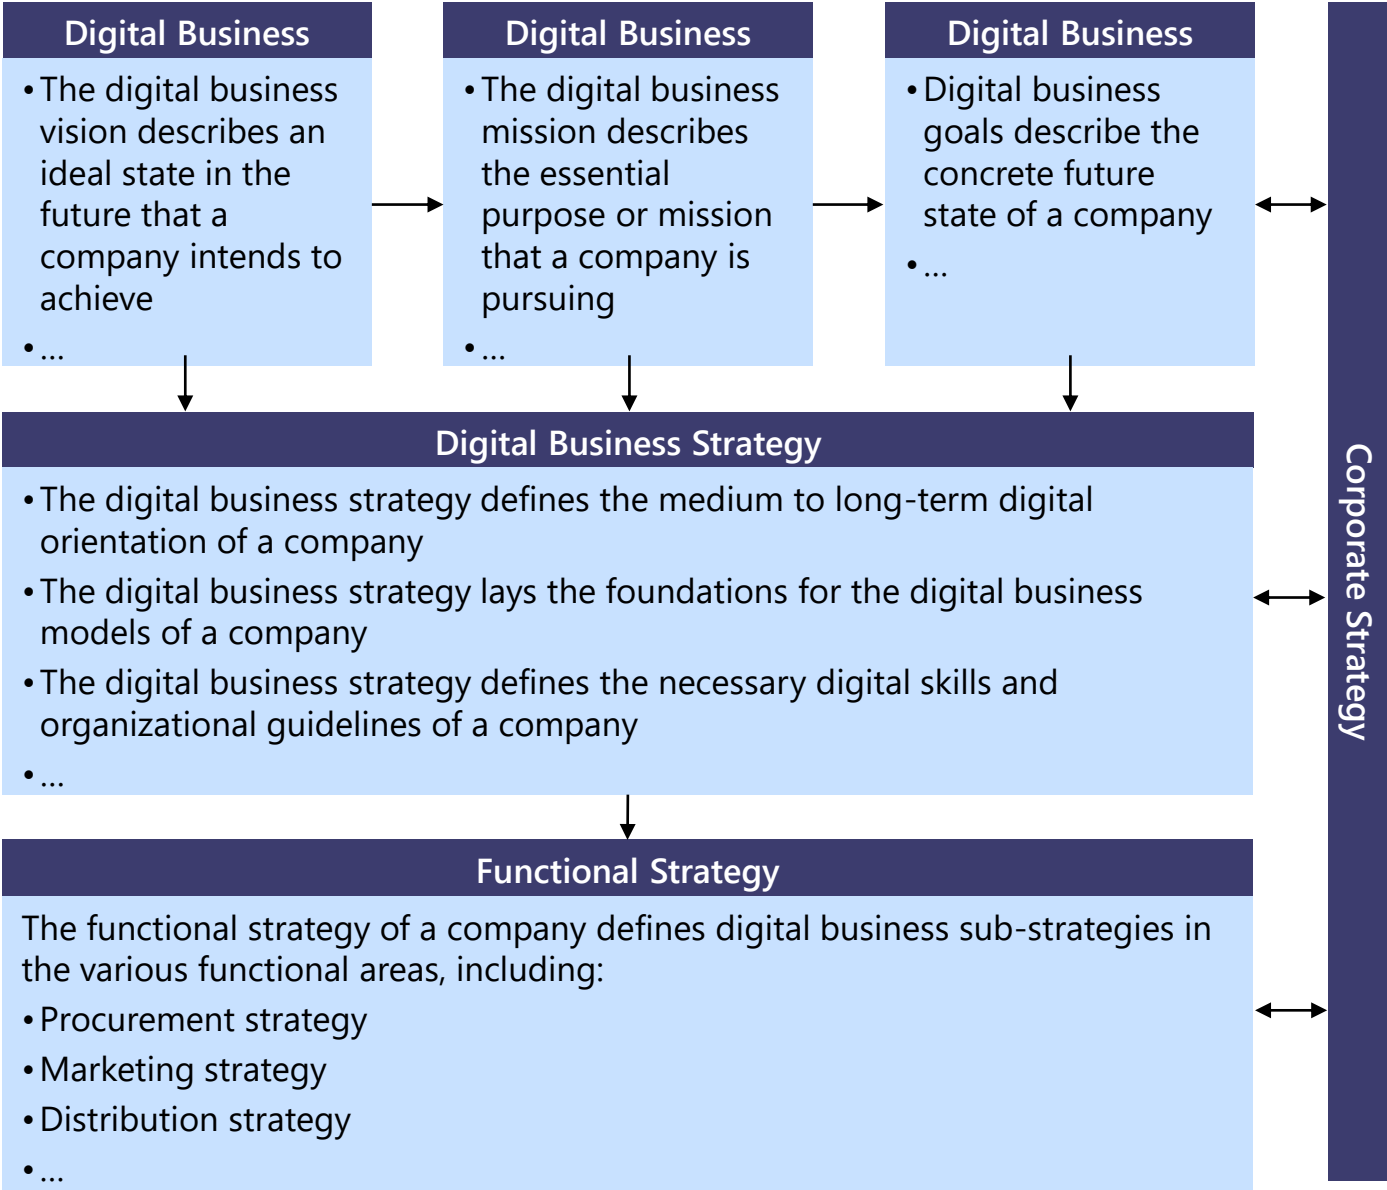 Digital Business
• The digital business
vision describes an
ideal state in the
future that a
company intends to
achieve
• ...
Digital Business
• The digital business
mission describes
the essential
purpose or mission
that a company is
pursuing
• ...
Digital Business
• Digital business
goals describe the
concrete future
state of a company
• ...
Digital Business Strategy
• The digital business strategy defines the medium to long-term digital
orientation of a company
• The digital business strategy lays the foundations for the digital business
models of a company
• The digital business strategy defines the necessary digital skills and
organizational guidelines of a company
• ...
Functional Strategy
The functional strategy of a company defines digital business sub-strategies in
the various functional areas, including:
• Procurement strategy
• Marketing strategy
• Distribution strategy
• ...
Corporate Strategy